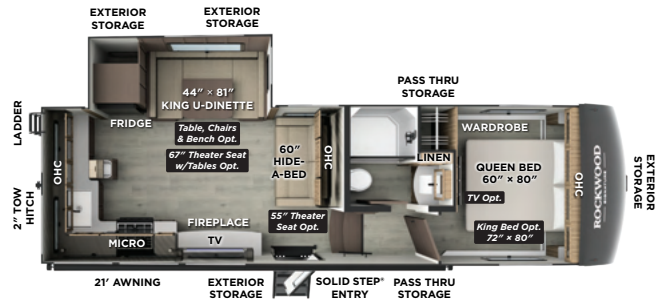 EXTERIOR
STORAGE
EXTERIOR
STORAGE
PASS THRU
STORAGE
LADDER
FRIDGE
44" × 81"
KING U-DINETTE
Table, Chairs
& Bench Opt.
67" Theater Seat
w/Tables Opt.
OHC
60"
HIDE-
A-BED
OHC
WARDROBE
LINEN
QUEEN BED
60" × 80"
TV Opt.
OHC
ROCKWOOD
EXTERIOR
STORAGE
2" TOW
HITCH
FIREPLACE
TV
MICRO
55" Theater
Seat Opt.
King Bed Opt.
72" × 80"
21' AWNING
EXTERIOR
STORAGE
SOLID STEP®
ENTRY
PASS THRU
STORAGE